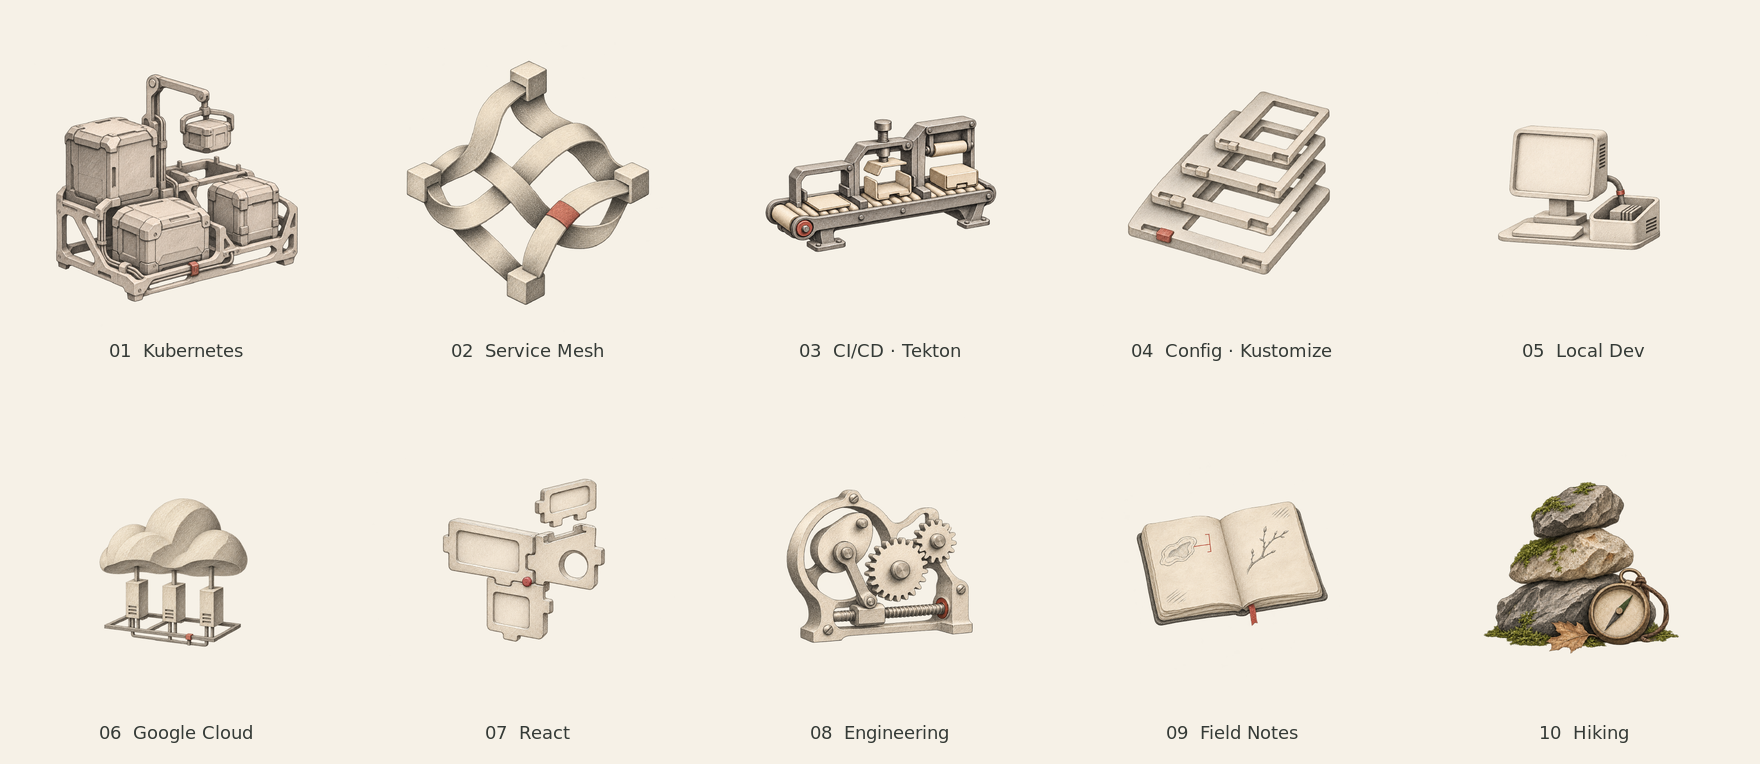 01 Kubernetes
02 Service Mesh
03 CI/CD · Tekton
04 Config · Kustomize
05 Local Dev
06 Google Cloud
07 React
08 Engineering
09 Field Notes
10 Hiking